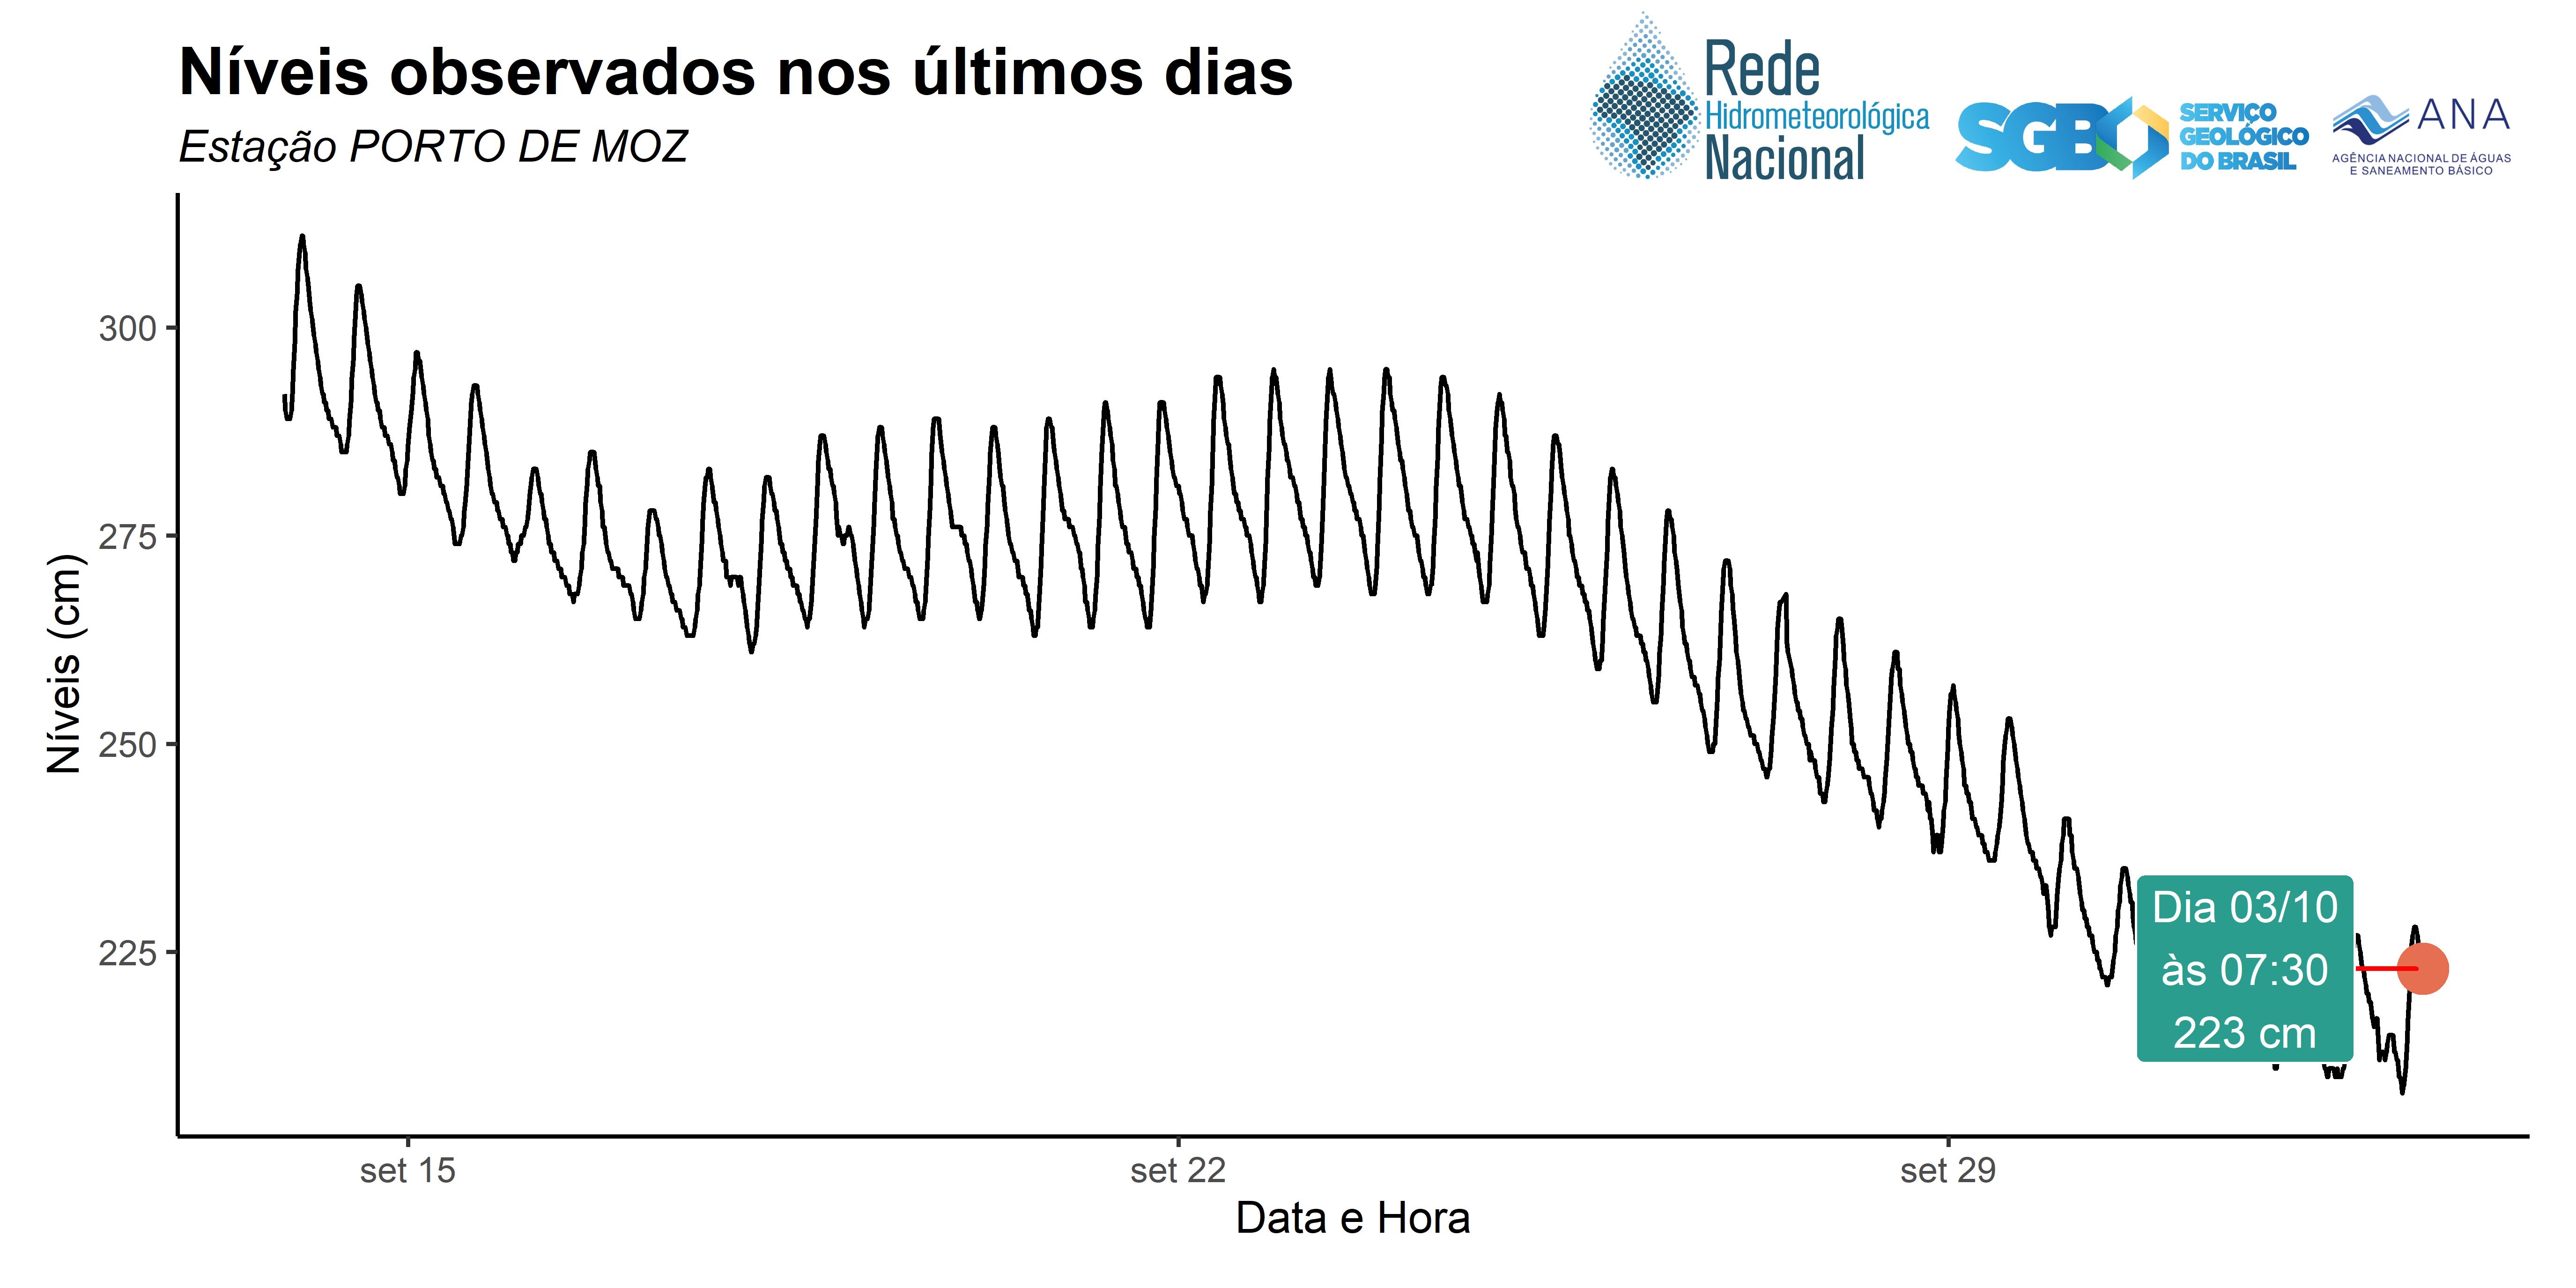 Níveis observados nos últimos dias
Estação PORTO DE MOZ
Rede
Hidrometeorológica
Nacional
SGB
SERVIÇO
GEOLÓGICO
DO BRASIL
ANA
AGÊNCIA NACIONAL DE ÁGUAS
E SANEAMENTO BÁSICO
Níveis (cm)
300
275
250
225
Dia 03/10
às 07:30
223 cm
set 15
set 22
set 29
Data e Hora